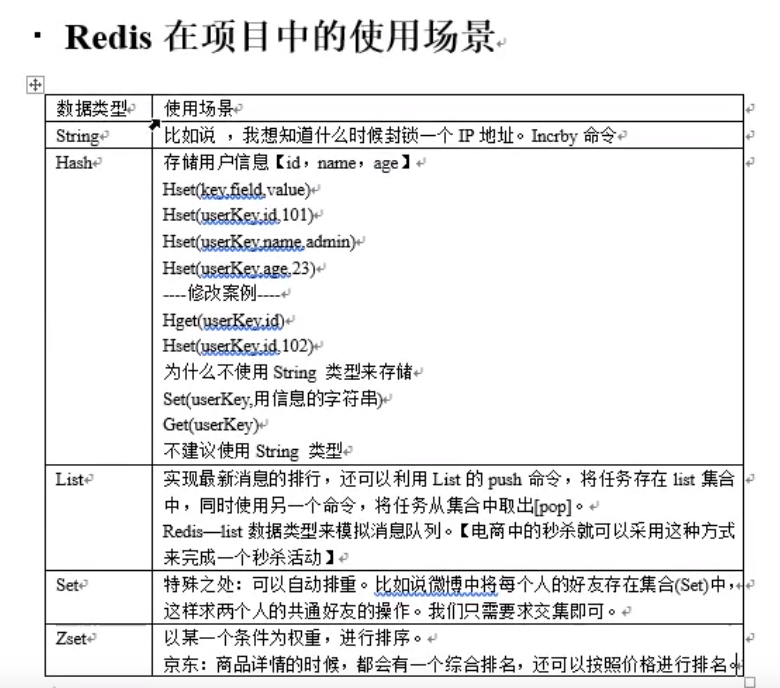 · Redis 在项目中的使用场景
数据类型 使用场景
String 比如说 ，我想知道什么时候封锁一个 IP 地址。Incrby 命令
Hash 存储用户信息【id，name，age】
Hset(key,field,value)
Hset(userKey,id,101)
Hset(userKey,name,admin)
Hset(userKey,age,23)
----修改案例----
Hget(userKey,id)
Hset(userKey,id,102)
为什么不使用 String 类型来存储
Set(userKey,用信息的字符串)
Get(userKey)
不建议使用 String 类型
List 实现最新消息的排行，还可以利用 List 的 push 命令，将任务存在 list 集合
中，同时使用另一个命令，将任务从集合中取出[pop]。
Redis—list 数据类型来模拟消息队列。【电商中的秒杀就可以采用这种方式
来完成一个秒杀活动】
Set 特殊之处：可以自动排重。比如说微博中将每个人的好友存在集合(Set)中，
这样求两个人的共通好友的操作。我们只需要求交集即可。
Zset 以某一个条件为权重，进行排序。
京东：商品详情的时候，都会有一个综合排名，还可以按照价格进行排名。